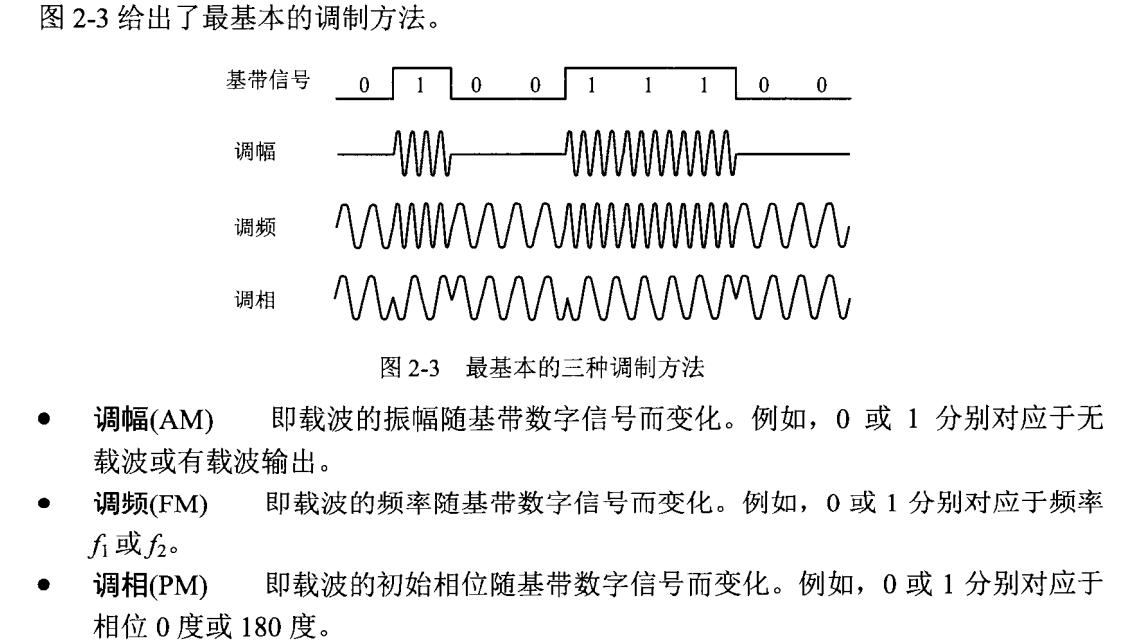 图 2-3 给出了最基本的调制方法。
基带信号 0 1 0 0 1 1 1 0 0
调幅
调频
调相
图 2-3 最基本的三种调制方法
● 调幅(AM) 即载波的振幅随基带数字信号而变化。例如，0 或 1 分别对应于无
载波或有载波输出。
● 调频(FM) 即载波的频率随基带数字信号而变化。例如，0 或 1 分别对应于频率
f1 或 f2。
● 调相(PM) 即载波的初始相位随基带数字信号而变化。例如，0 或 1 分别对应于
相位 0 度或 180 度。